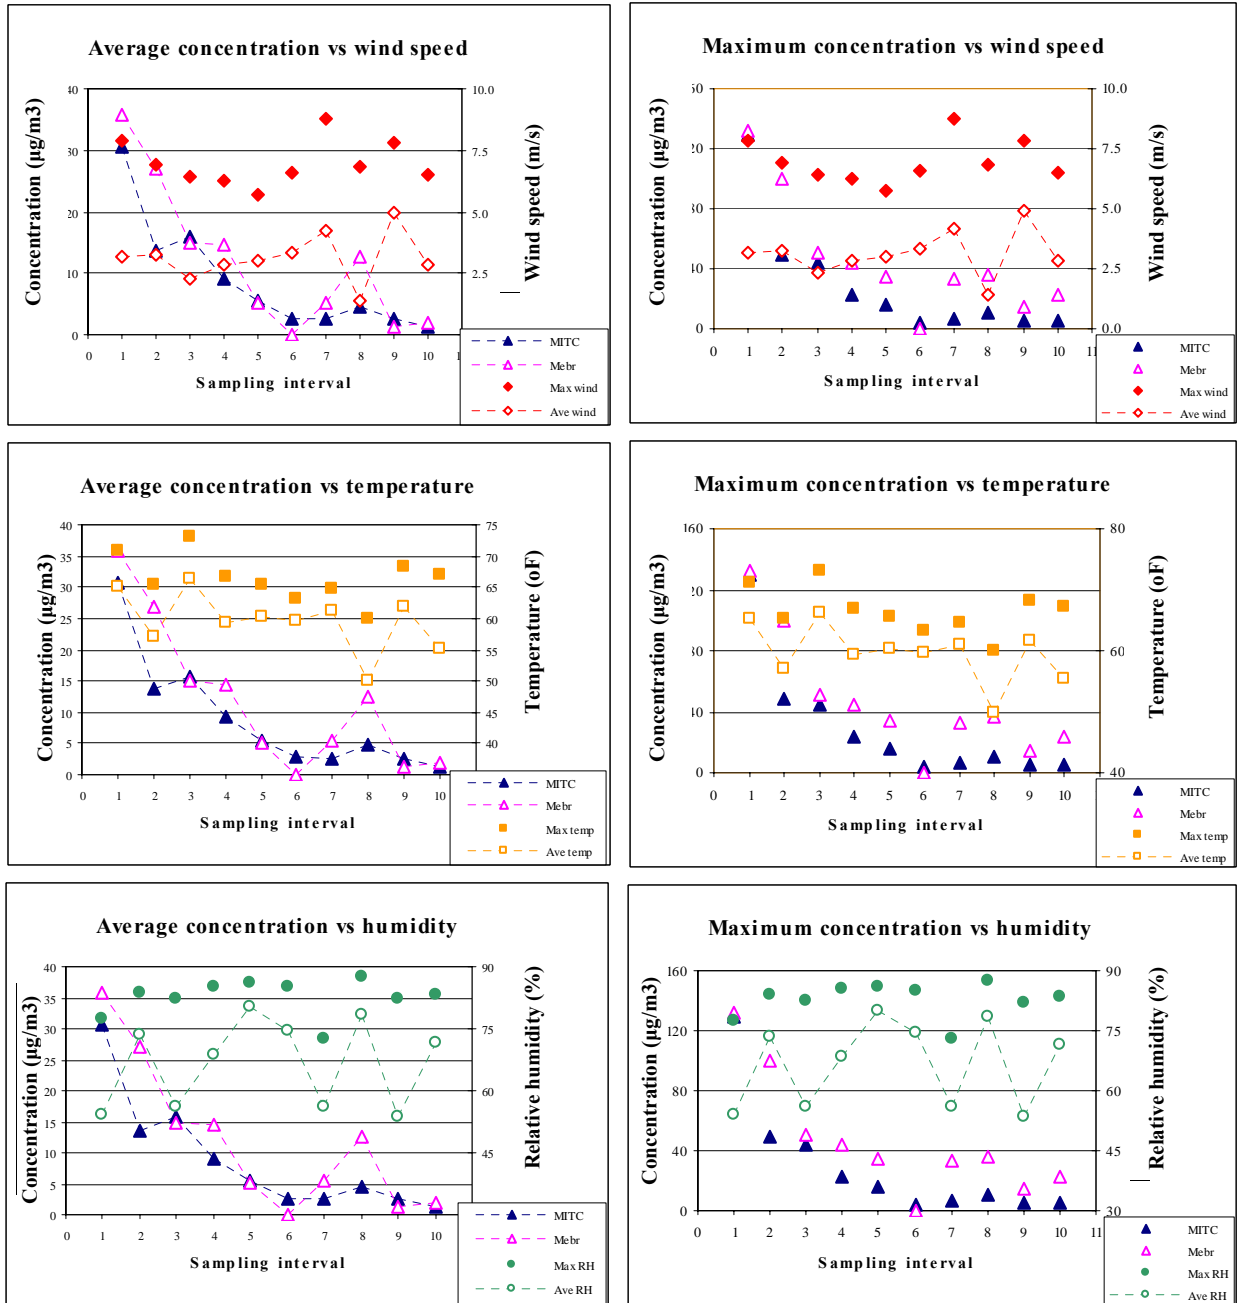 Average concentration vs wind speed
Concentration (µg/m3)
40
30
20
10
0
10.0
7.5
5.0
2.5
Wind speed (m/s)
0 1 2 3 4 5 6 7 8 9 10
Sampling interval
MITC
Mebr
Max wind
Ave wind
Maximum concentration vs wind speed
Concentration (µg/m3)
60
20
80
40
0
10.0
7.5
5.0
2.5
0.0
Wind speed (m/s)
0 1 2 3 4 5 6 7 8 9 10 11
Sampling interval
MITC
Mebr
Max wind
Ave wind
Average concentration vs temperature
Concentration (µg/m3)
40
35
30
25
20
15
10
5
0
75
70
65
60
55
50
45
40
Temperature (oF)
0 1 2 3 4 5 6 7 8 9 10
Sampling interval
MITC
Mebr
Max temp
Ave temp
Maximum concentration vs temperature
Concentration (µg/m3)
160
20
80
40
0
80
60
40
Temperature (oF)
0 1 2 3 4 5 6 7 8 9 10
Sampling interval
MITC
Mebr
Max temp
Ave temp
Average concentration vs humidity
Concentration (µg/m3)
40
35
30
25
20
15
10
5
0
90
75
60
45
Relative humidity (%)
0 1 2 3 4 5 6 7 8 9 10
Sampling interval
MITC
Mebr
Max RH
Ave RH
Maximum concentration vs humidity
Concentration (µg/m3)
160
120
80
40
0
90
75
60
45
30
Relative humidity (%)
0 1 2 3 4 5 6 7 8 9 10 11
Sampling interval
MITC
Mebr
Max RH
Ave RH